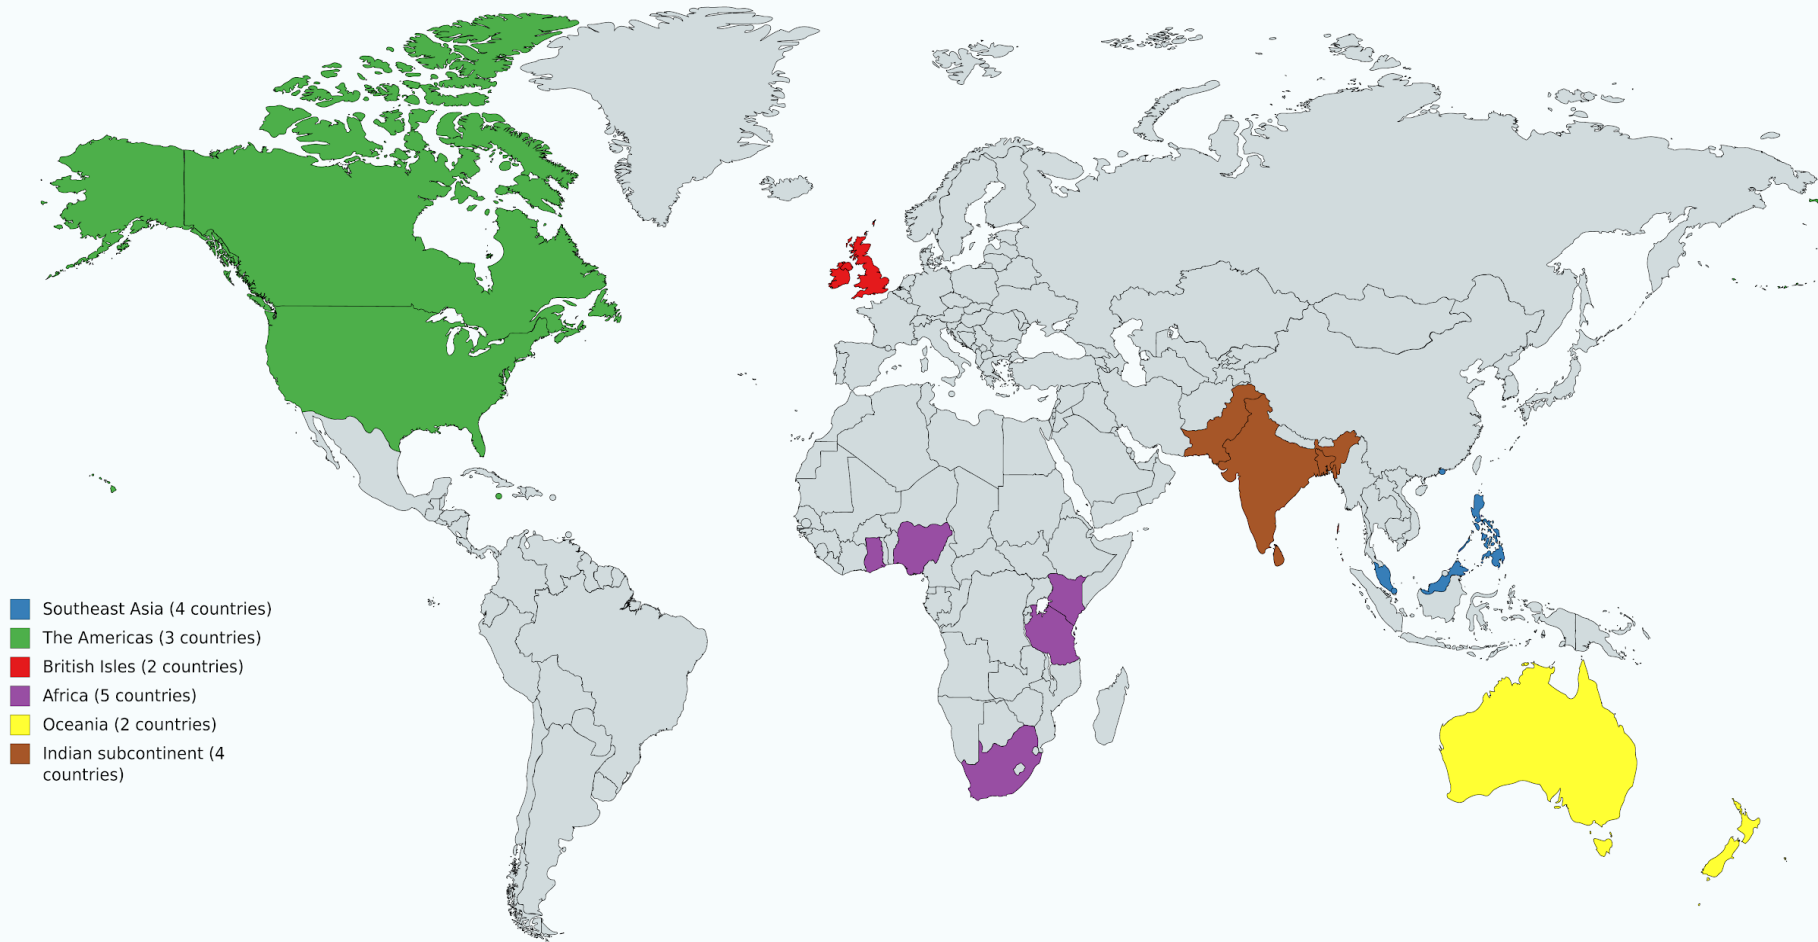 Southeast Asia (4 countries)
The Americas (3 countries)
British Isles (2 countries)
Africa (5 countries)
Oceania (2 countries)
Indian subcontinent (4
countries)